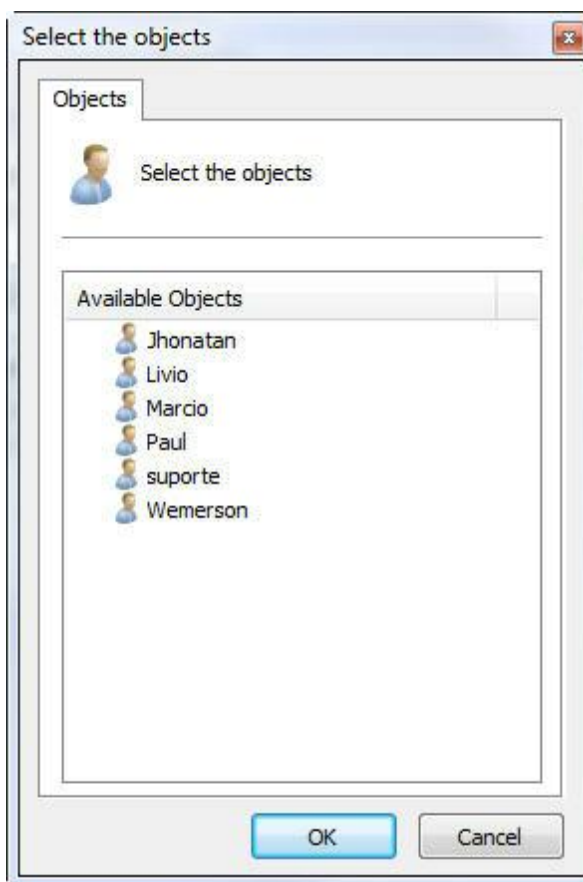 Select the objects
Objects
Select the objects
Available Objects
Jhonatan
Livio
Marcio
Paul
suporte
Wemerson
OK Cancel